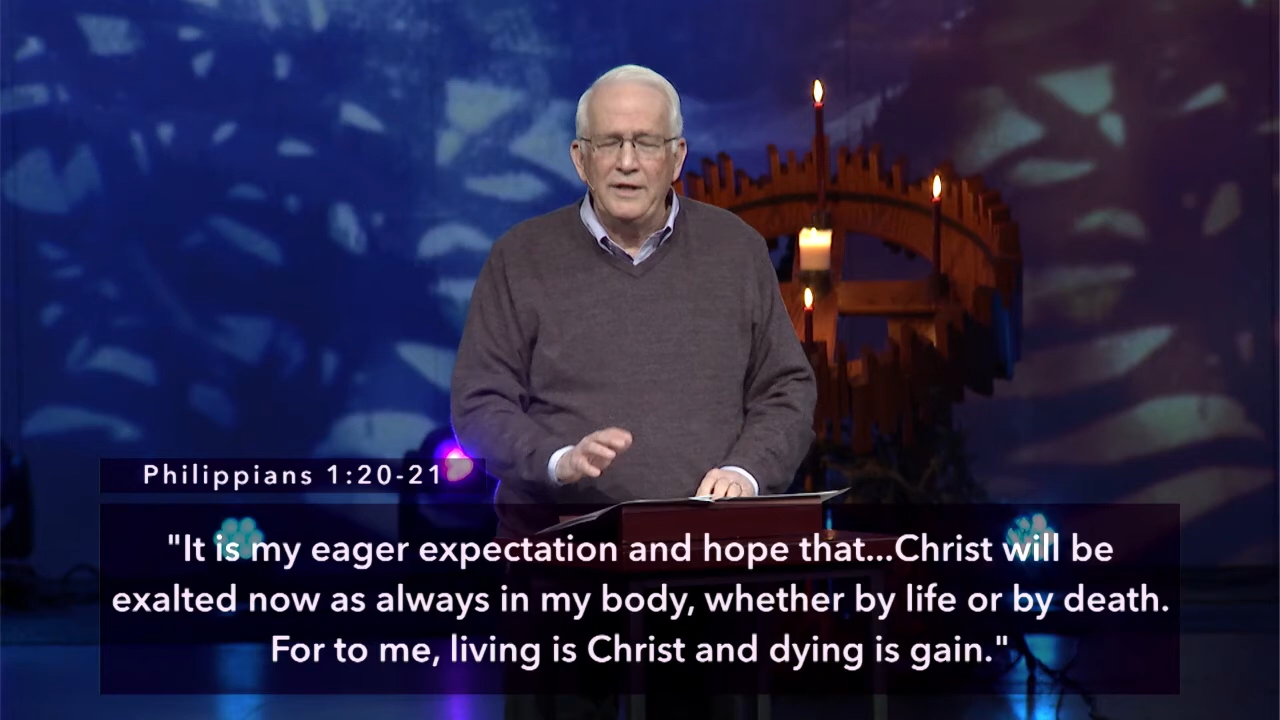 Philippians 1:20-21
"It is my eager expectation and hope that...Christ will be
exalted now as always in my body, whether by life or by death.
For to me, living is Christ and dying is gain."